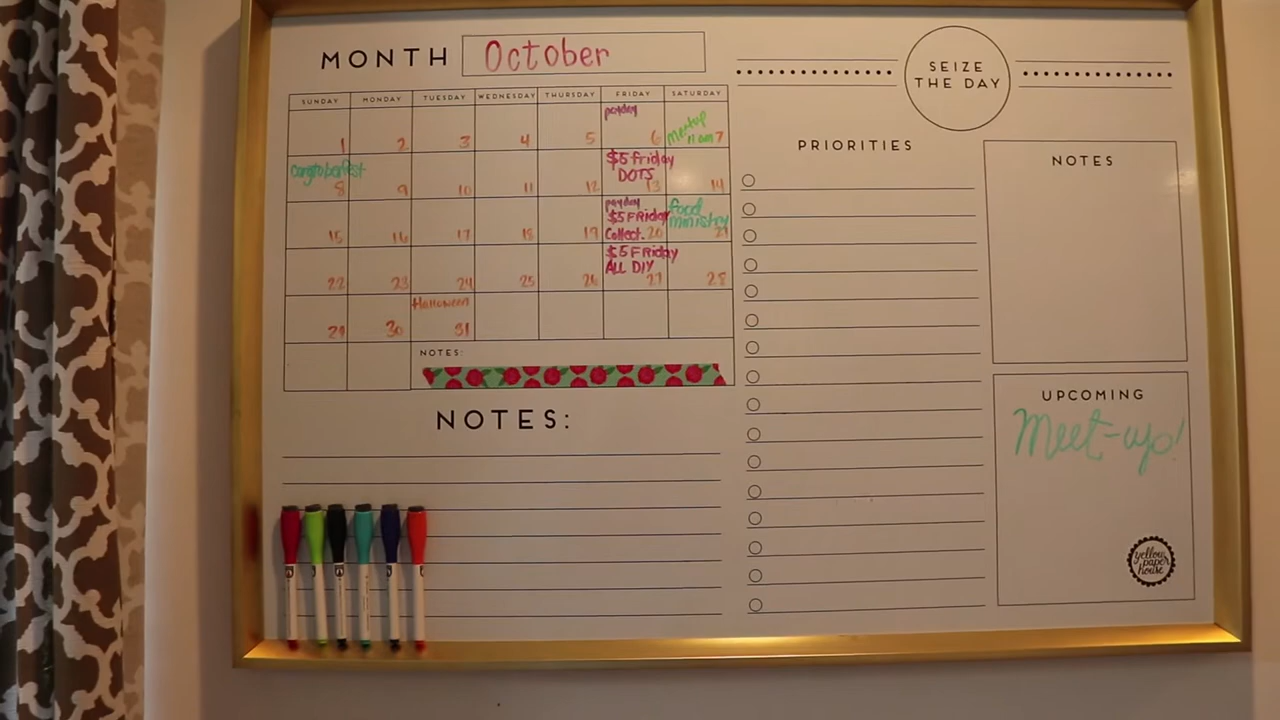 MONTH October
SEIZE
THE DAY
SUNDAY MONDAY TUESDAY WEDNESDAY THURSDAY FRIDAY SATURDAY
payday
meetup
1 2 3 4 5 6 11am 7
Congtoberfest $5 friday
DOTS
8 9 10 11 12 13 14
payday food
$5 FRiday ministry
15 16 17 18 19 Collect. 20 21
$5 Friday
ALL DIY
22 23 24 25 26 27 28
Halloween
29 30 31
NOTES:
NOTES:
PRIORITIES
NOTES
UPCOMING
Meet-up!
yellow
paper
house